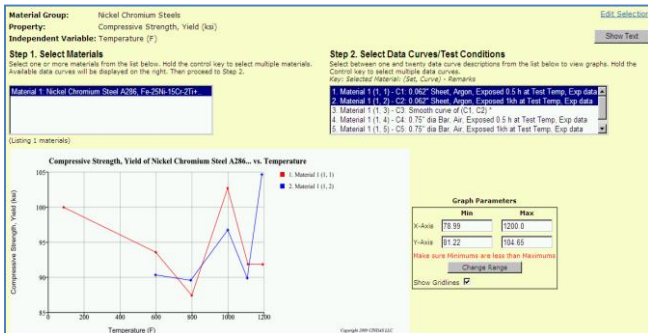 Material Group: Nickel Chromium Steels
Edit Selection
Property: Compressive Strength, Yield (ksi)
Independent Variable: Temperature (F)
Show Text
Step 1. Select Materials
Select one or more materials from the list below. Hold the control key to select multiple materials.
Available data curves will be displayed on the right. Then proceed to Step 2.
Material 1: Nickel Chromium Steel A286, Fe-25Ni-15Cr-2Ti+
(Listing 1 materials)
Step 2. Select Data Curves/Test Conditions
Select between one and twenty data curve descriptions from the list below to view graphs. Hold the
Control key to select multiple data curves.
Key: Selected Material: (Set, Curve) - Remarks
1. Material 1 (1, 1) - C1: 0.062" Sheet, Argon, Exposed 0.5 h at Test Temp, Exp data
2. Material 1 (1, 2) - C2: 0.062" Sheet, Argon, Exposed 1kh at Test Temp, Exp data
3. Material 1 (1, 3) - C3: Smooth curve of (C1, C2) *
4. Material 1 (1, 4) - C4: 0.75" dia Bar, Air, Exposed 0.5 h at Test Temp, Exp data
5. Material 1 (1, 5) - C5: 0.75" dia Bar, Air, Exposed 1kh at Test Temp, Exp data
Compressive Strength, Yield of Nickel Chromium Steel A286... vs. Temperature
1. Material 1 (1, 1)
2. Material 1 (1, 2)
Compressive Strength, Yield (ksi)
105
100
95
90
85
0 200 400 600 800 1000 1200
Temperature (F)
Copyright 2009 CINDAS LLC
Graph Parameters
Min Max
X-Axis 78.99 1200.0
Y-Axis 81.22 104.65
Make sure Minimums are less than Maximums
Change Range
Show Gridlines